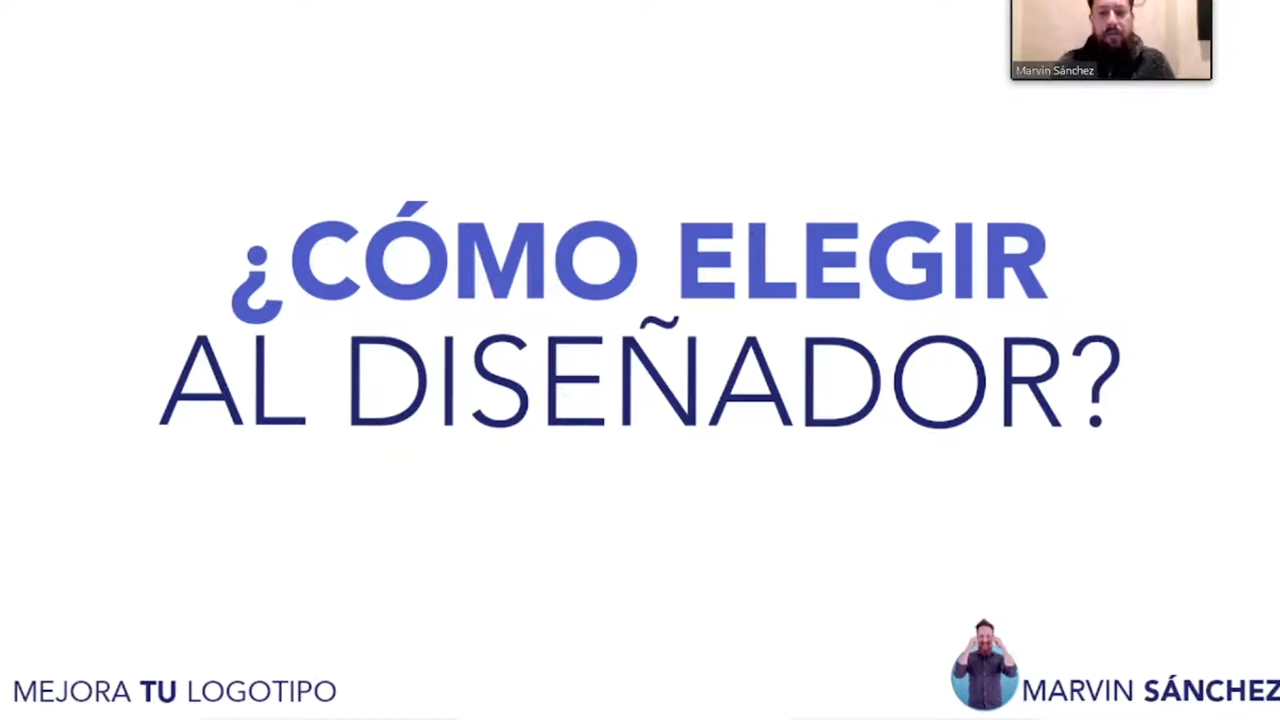 Marvin Sánchez
¿CÓMO ELEGIR
AL DISEÑADOR?
MEJORA TU LOGOTIPO
MARVIN SÁNCHEZ